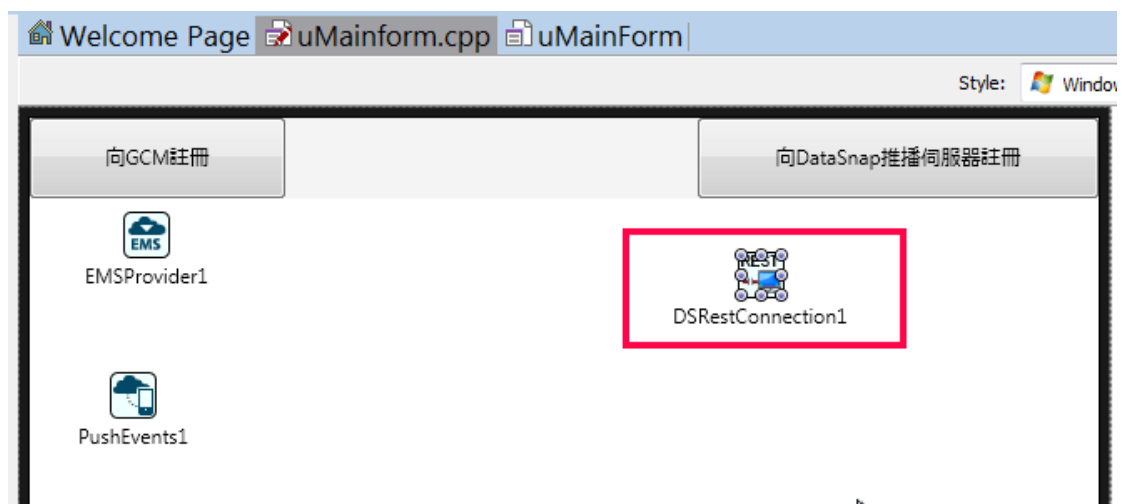 Welcome Page uMainform.cpp uMainForm
Style: Windo
向GCM註冊 向DataSnap推播伺服器註冊
EMS
REST
EMSProvider1
DSRestConnection1
PushEvents1